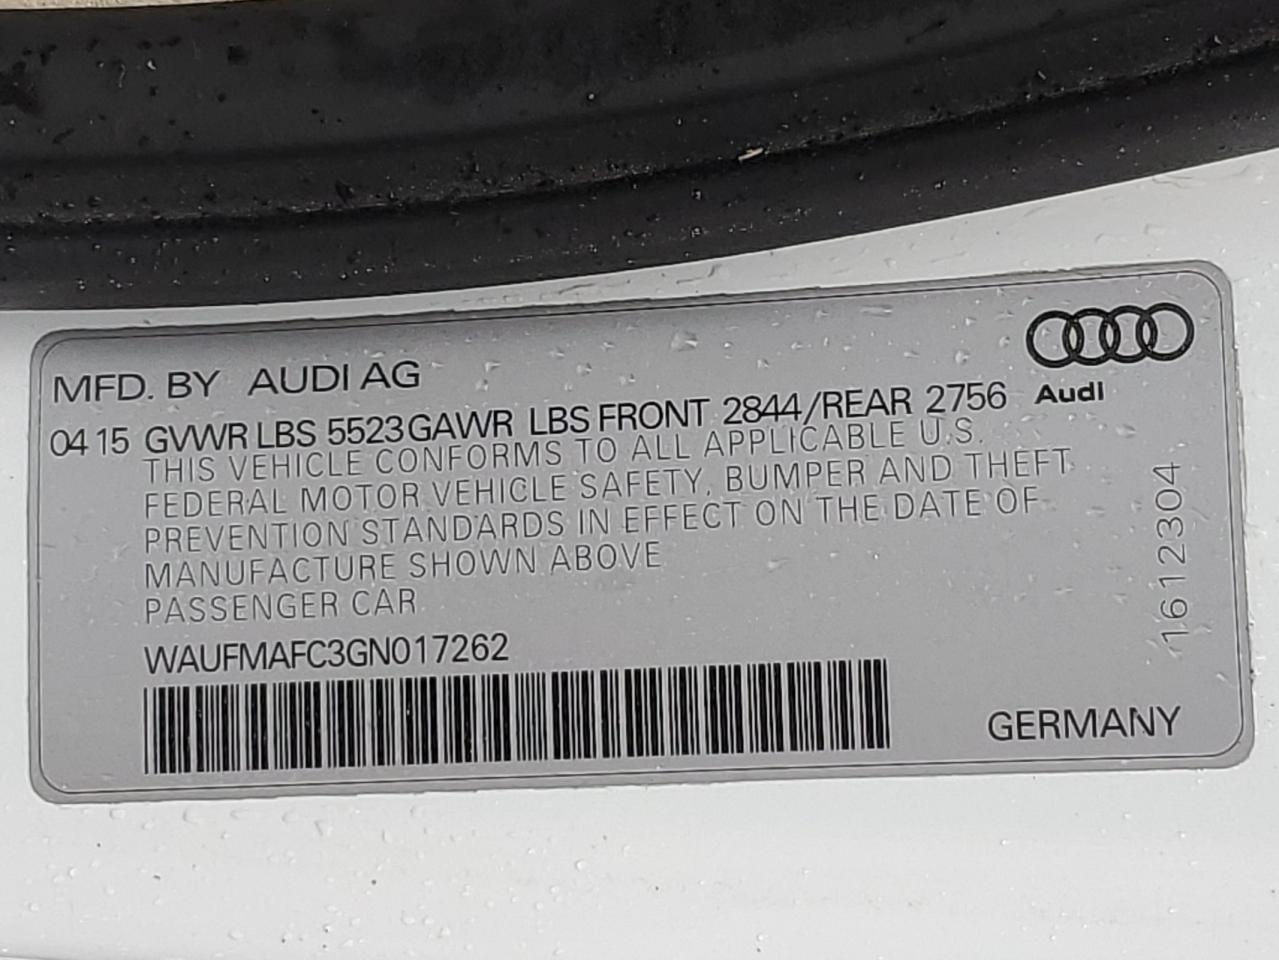 MFD. BY AUDI AG
Audi
04 15 GVWR LBS 5523 GAWR LBS FRONT 2844/REAR 2756
THIS VEHICLE CONFORMS TO ALL APPLICABLE U.S.
FEDERAL MOTOR VEHICLE SAFETY, BUMPER AND THEFT
PREVENTION STANDARDS IN EFFECT ON THE DATE OF
MANUFACTURE SHOWN ABOVE
PASSENGER CAR
WAUFMAFC3GN017262
GERMANY
1612304